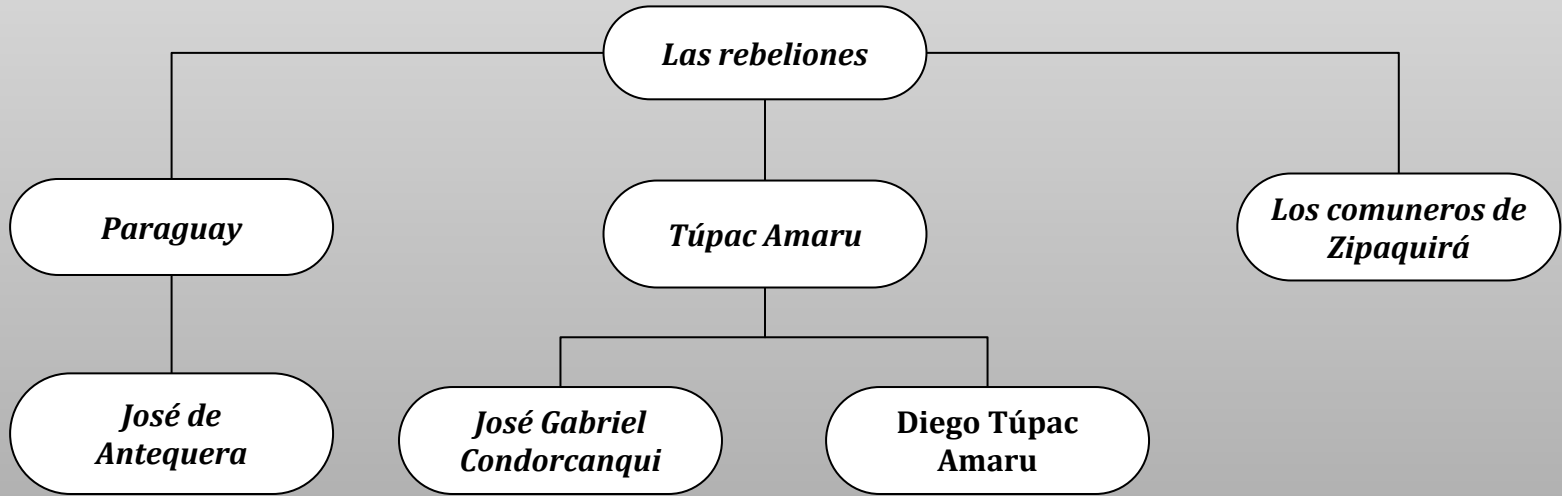 Las rebeliones
Paraguay
Túpac Amaru
Los comuneros de
Zipaquirá
José de
Antequera
José Gabriel
Condorcanqui
Diego Túpac
Amaru